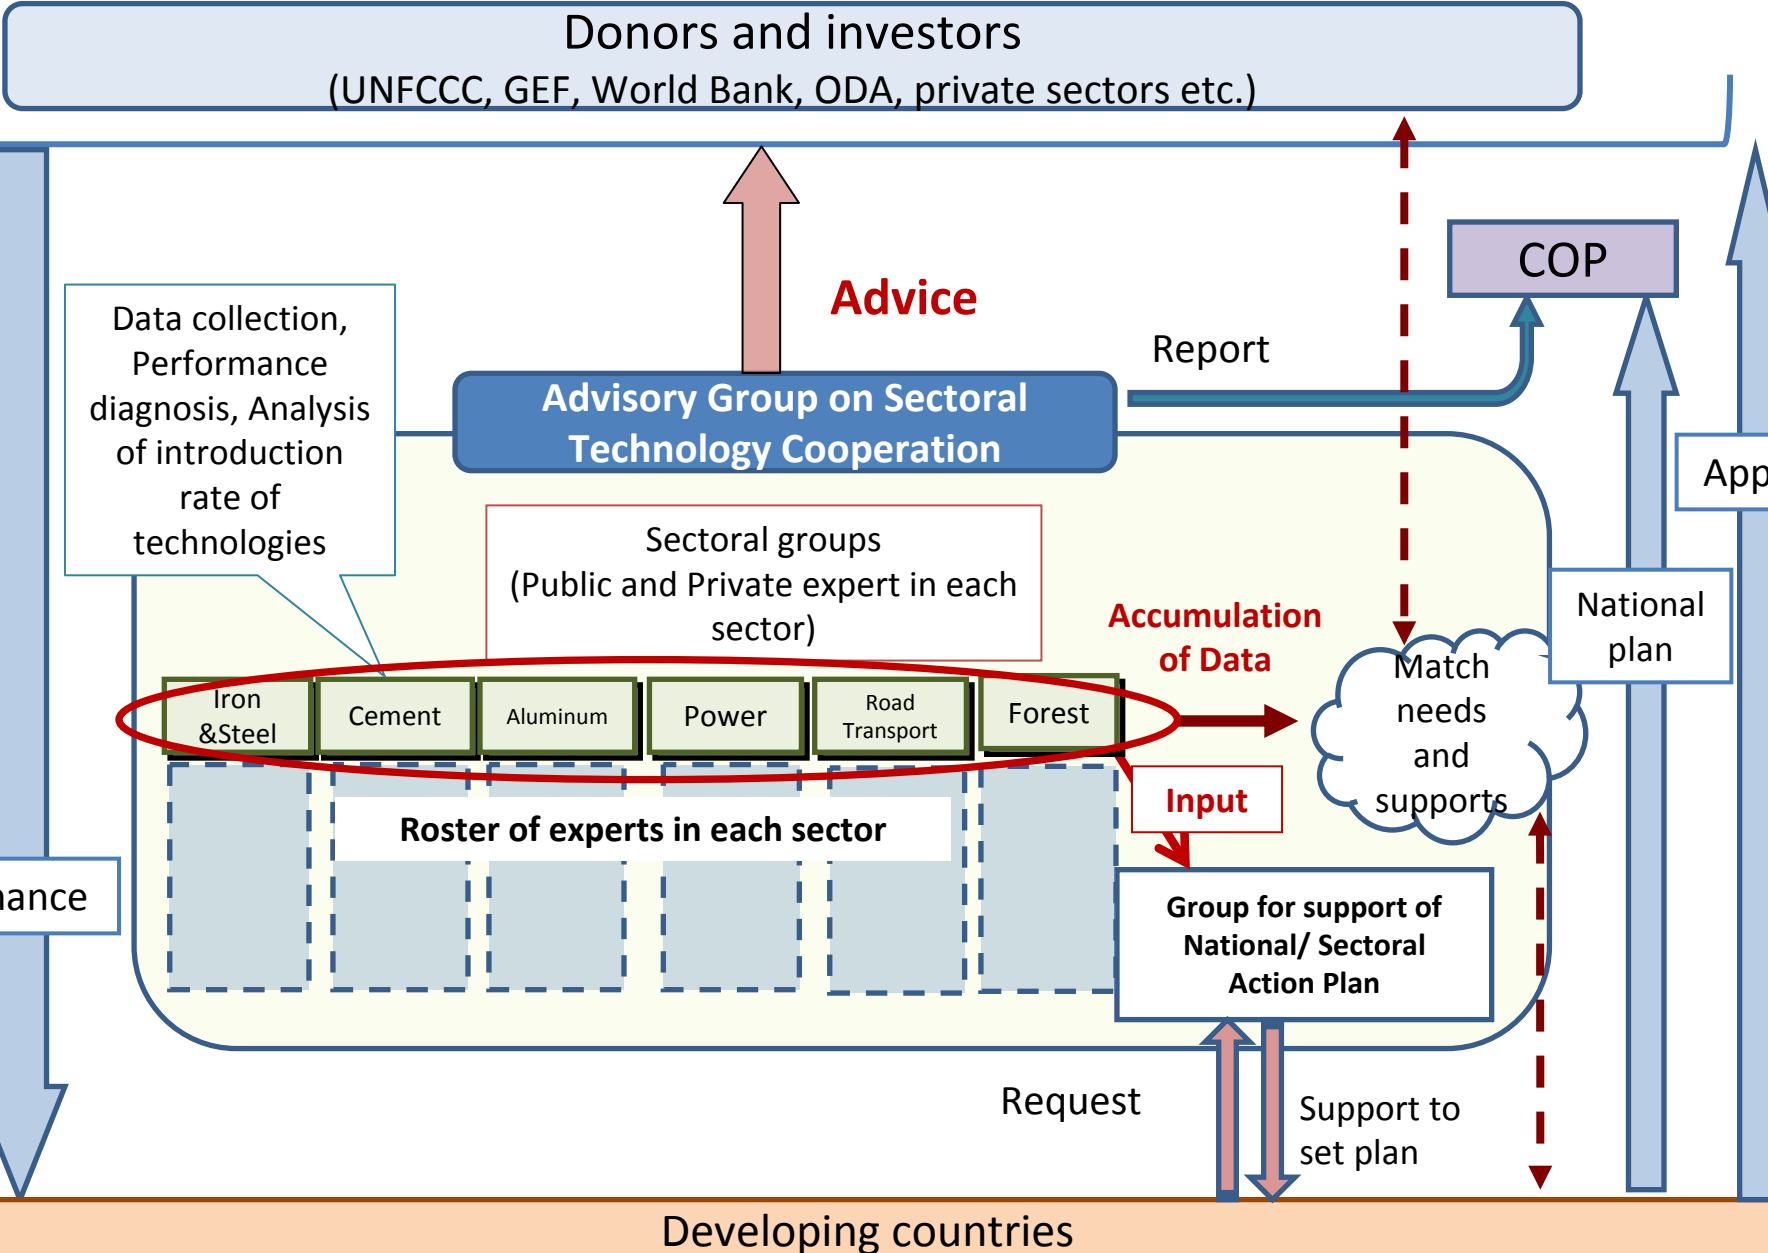 Donors and investors
(UNFCCC, GEF, World Bank, ODA, private sectors etc.)
Advice
COP
Report
Data collection,
Performance
diagnosis, Analysis
of introduction
rate of
technologies
Advisory Group on Sectoral
Technology Cooperation
App
Sectoral groups
(Public and Private expert in each
sector)
Accumulation
of Data
National
plan
Iron
&Steel
Cement
Aluminum
Power
Road
Transport
Forest
Match
needs
and
supports
Input
Roster of experts in each sector
nance
Group for support of
National/ Sectoral
Action Plan
Request
Support to
set plan
Developing countries